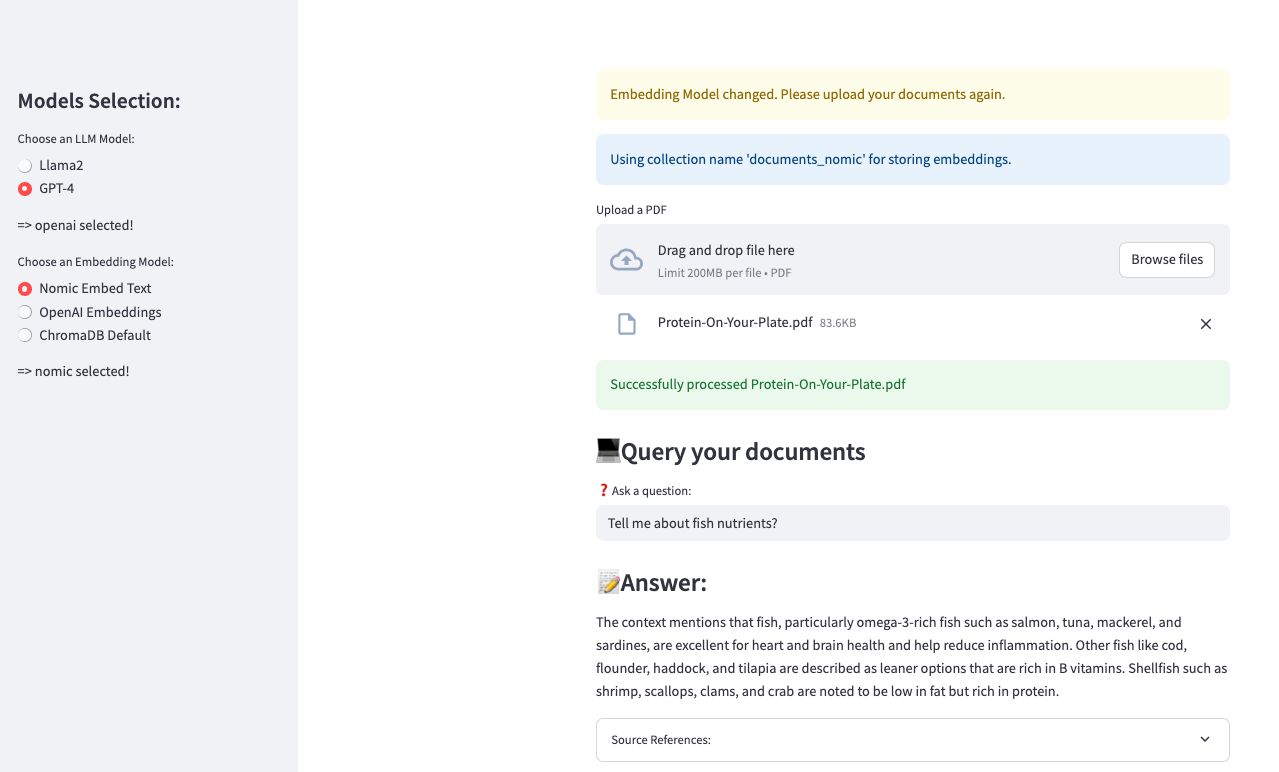 Models Selection:
Choose an LLM Model:
Llama2
GPT-4
=> openai selected!
Choose an Embedding Model:
Nomic Embed Text
OpenAI Embeddings
ChromaDB Default
=> nomic selected!
Embedding Model changed. Please upload your documents again.
Using collection name 'documents_nomic' for storing embeddings.
Upload a PDF
Drag and drop file here
Limit 200MB per file • PDF
Browse files
Protein-On-Your-Plate.pdf 83.6KB
Successfully processed Protein-On-Your-Plate.pdf
💻Query your documents
❓ Ask a question:
Tell me about fish nutrients?
📝Answer:
The context mentions that fish, particularly omega-3-rich fish such as salmon, tuna, mackerel, and
sardines, are excellent for heart and brain health and help reduce inflammation. Other fish like cod,
flounder, haddock, and tilapia are described as leaner options that are rich in B vitamins. Shellfish such as
shrimp, scallops, clams, and crab are noted to be low in fat but rich in protein.
Source References: